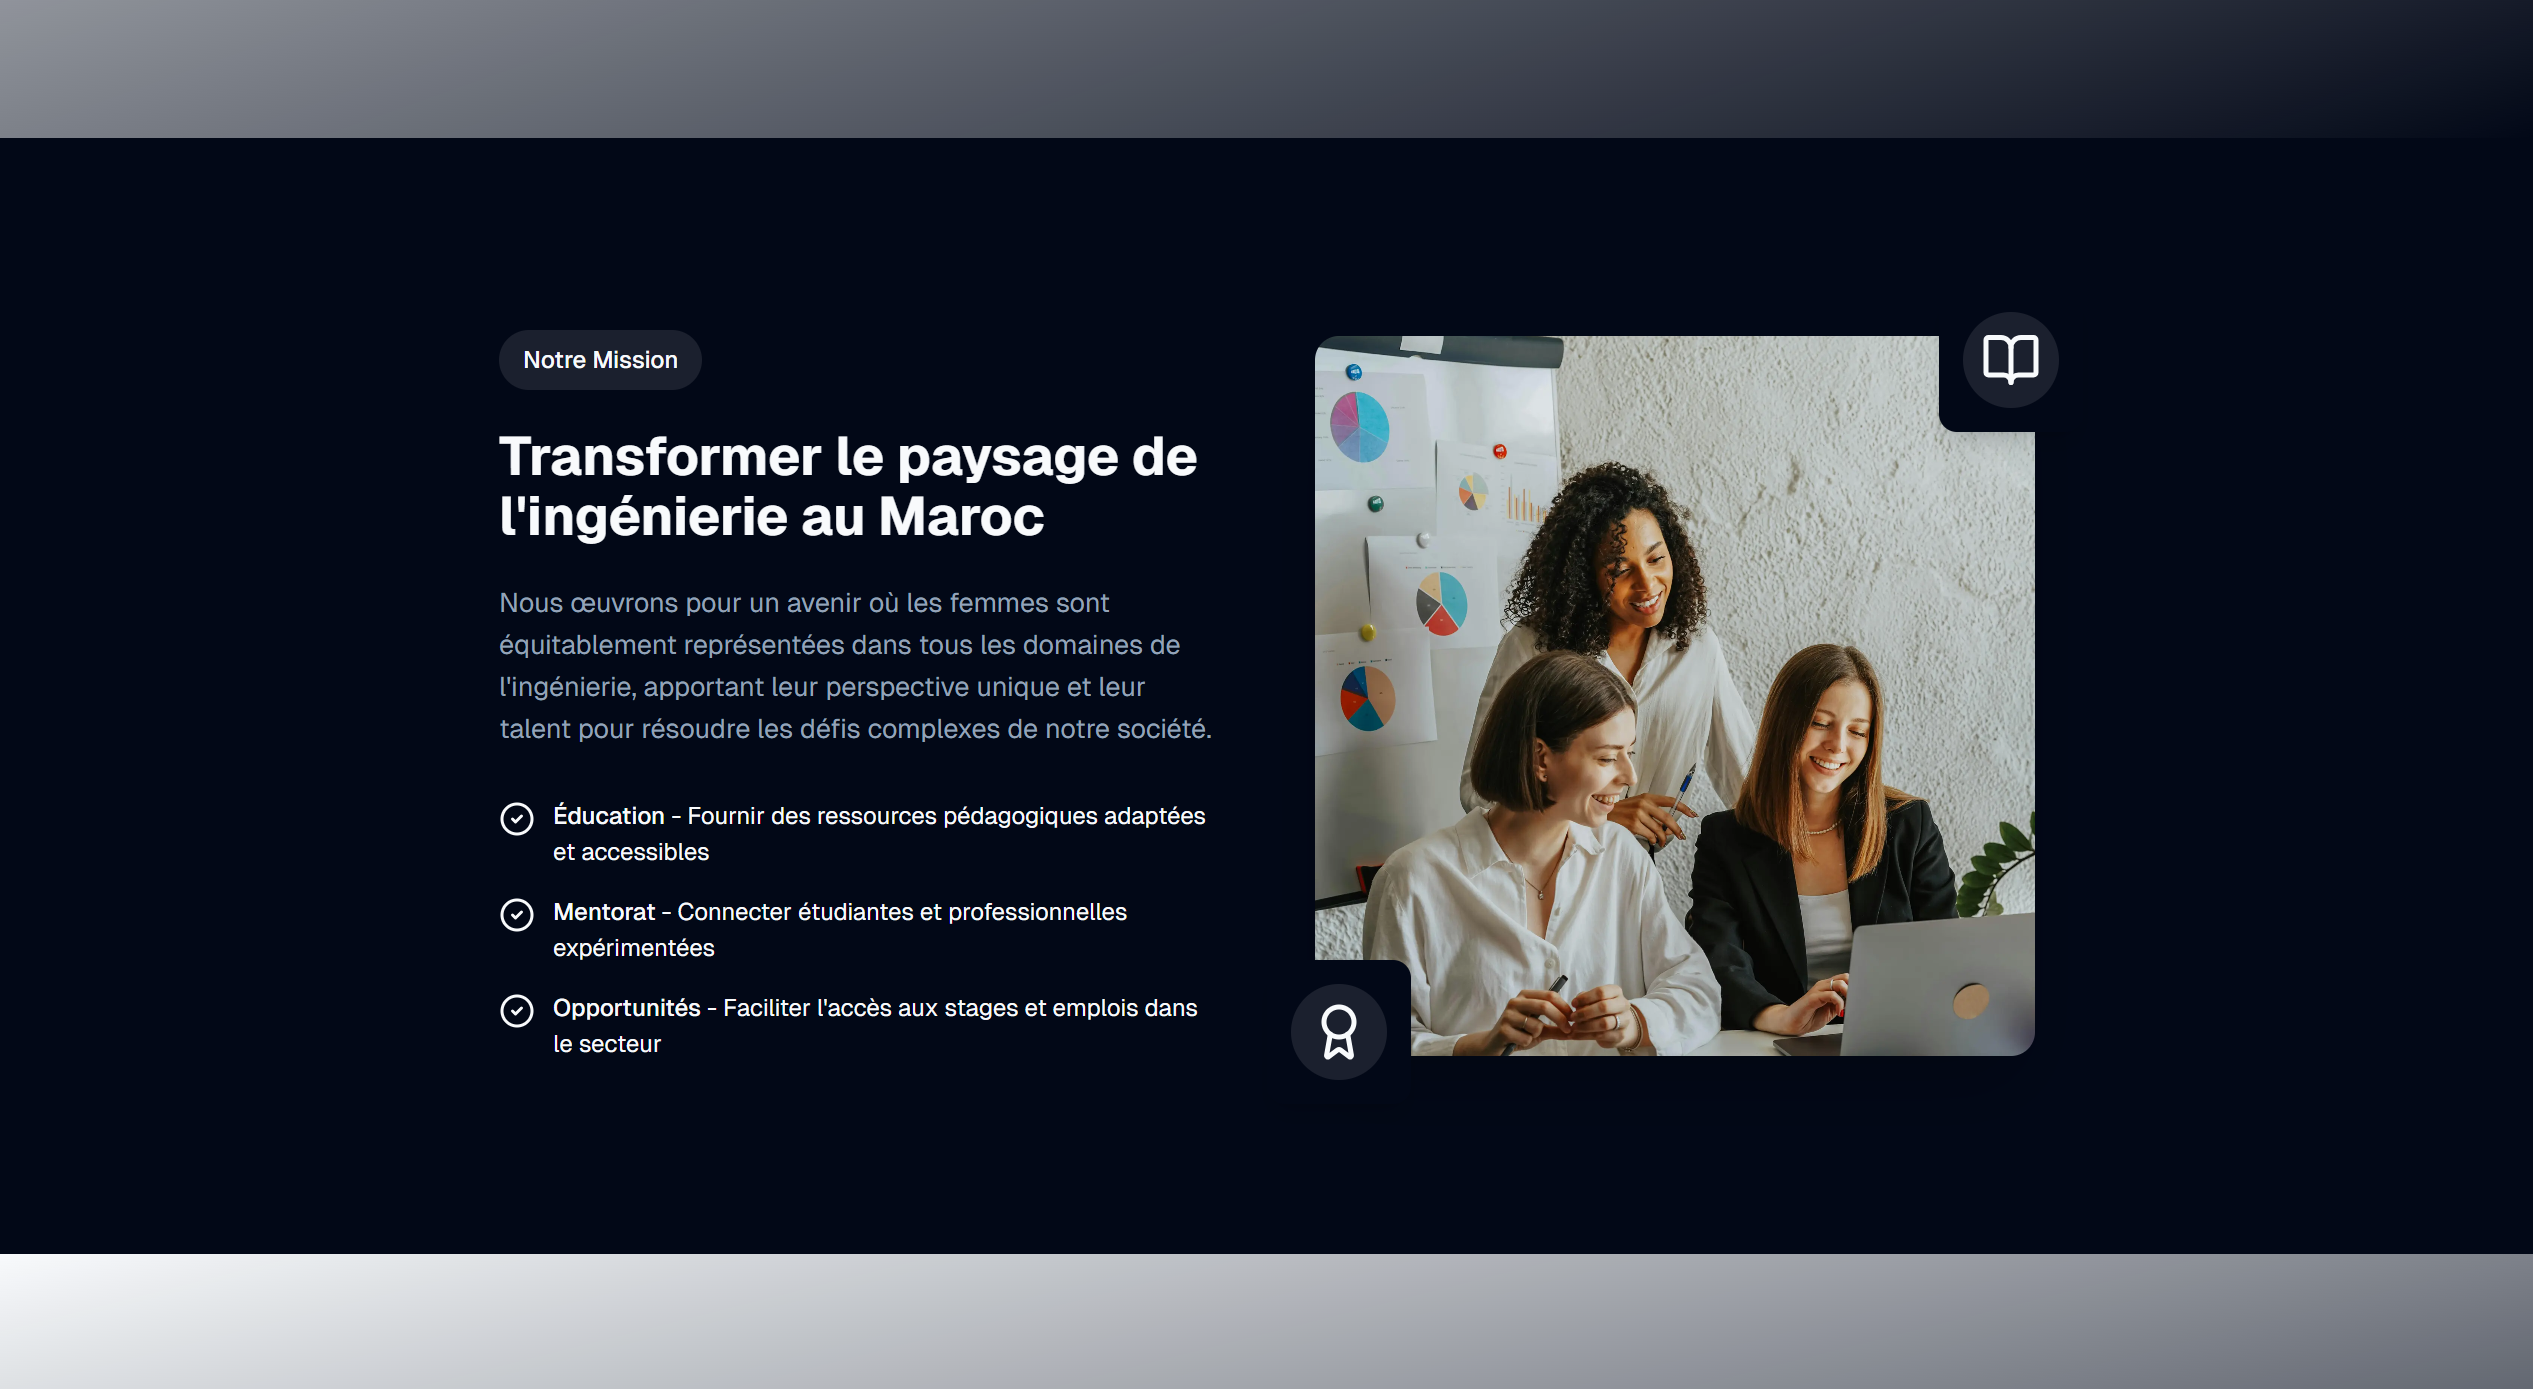 Notre Mission
Transformer le paysage de
l'ingénierie au Maroc
Nous œuvrons pour un avenir où les femmes sont
équitablement représentées dans tous les domaines de
l'ingénierie, apportant leur perspective unique et leur
talent pour résoudre les défis complexes de notre société.
Éducation - Fournir des ressources pédagogiques adaptées
et accessibles
Mentorat - Connecter étudiantes et professionnelles
expérimentées
Opportunités - Faciliter l'accès aux stages et emplois dans
le secteur